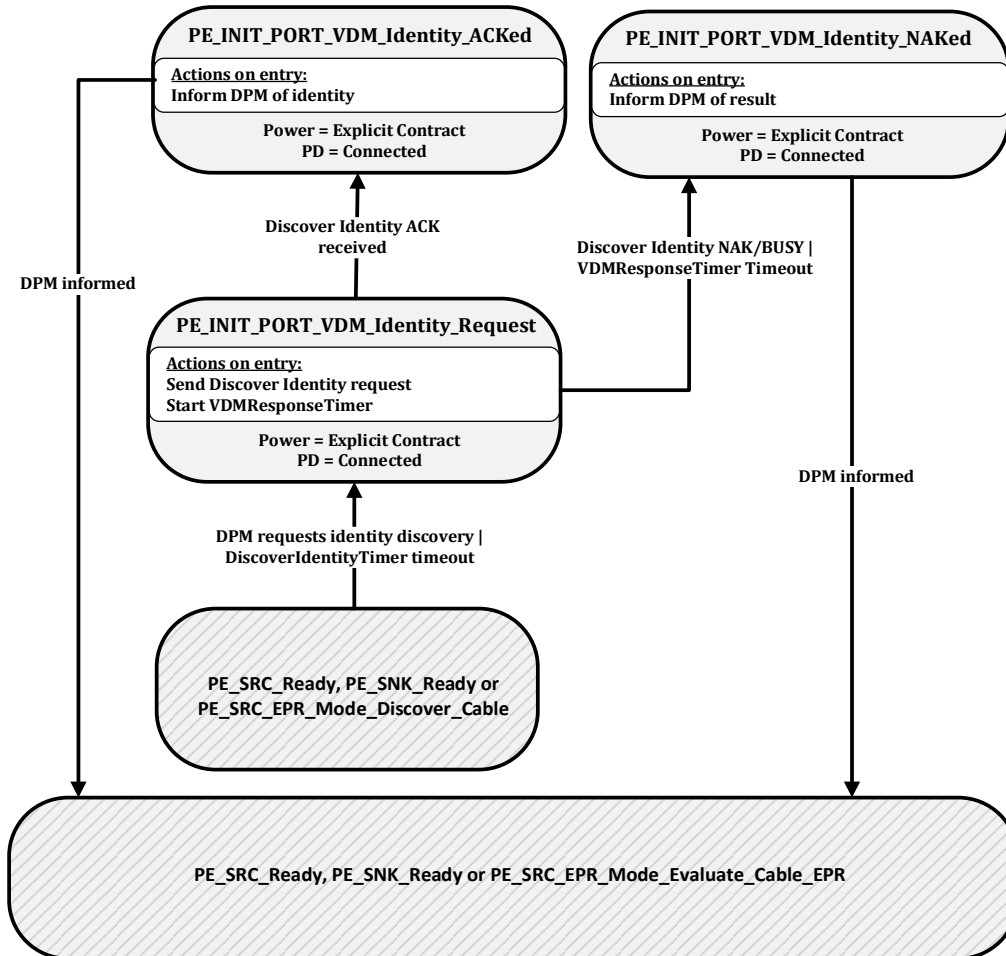 PE_INIT_PORT_VDM_Identity_ACKed
Actions on entry:
Inform DPM of identity
Power = Explicit Contract
PD = Connected
PE_INIT_PORT_VDM_Identity_NAKed
Actions on entry:
Inform DPM of result
Power = Explicit Contract
PD = Connected
Discover Identity ACK
received
Discover Identity NAK/BUSY |
VDMResponseTimer Timeout
DPM informed
PE_INIT_PORT_VDM_Identity_Request
Actions on entry:
Send Discover Identity request
Start VDMResponseTimer
Power = Explicit Contract
PD = Connected
DPM informed
DPM requests identity discovery |
DiscoverIdentityTimer timeout
PE_SRC_Ready, PE_SNK_Ready or
PE_SRC_EPR_Mode_Discover_Cable
PE_SRC_Ready, PE_SNK_Ready or PE_SRC_EPR_Mode_Evaluate_Cable_EPR